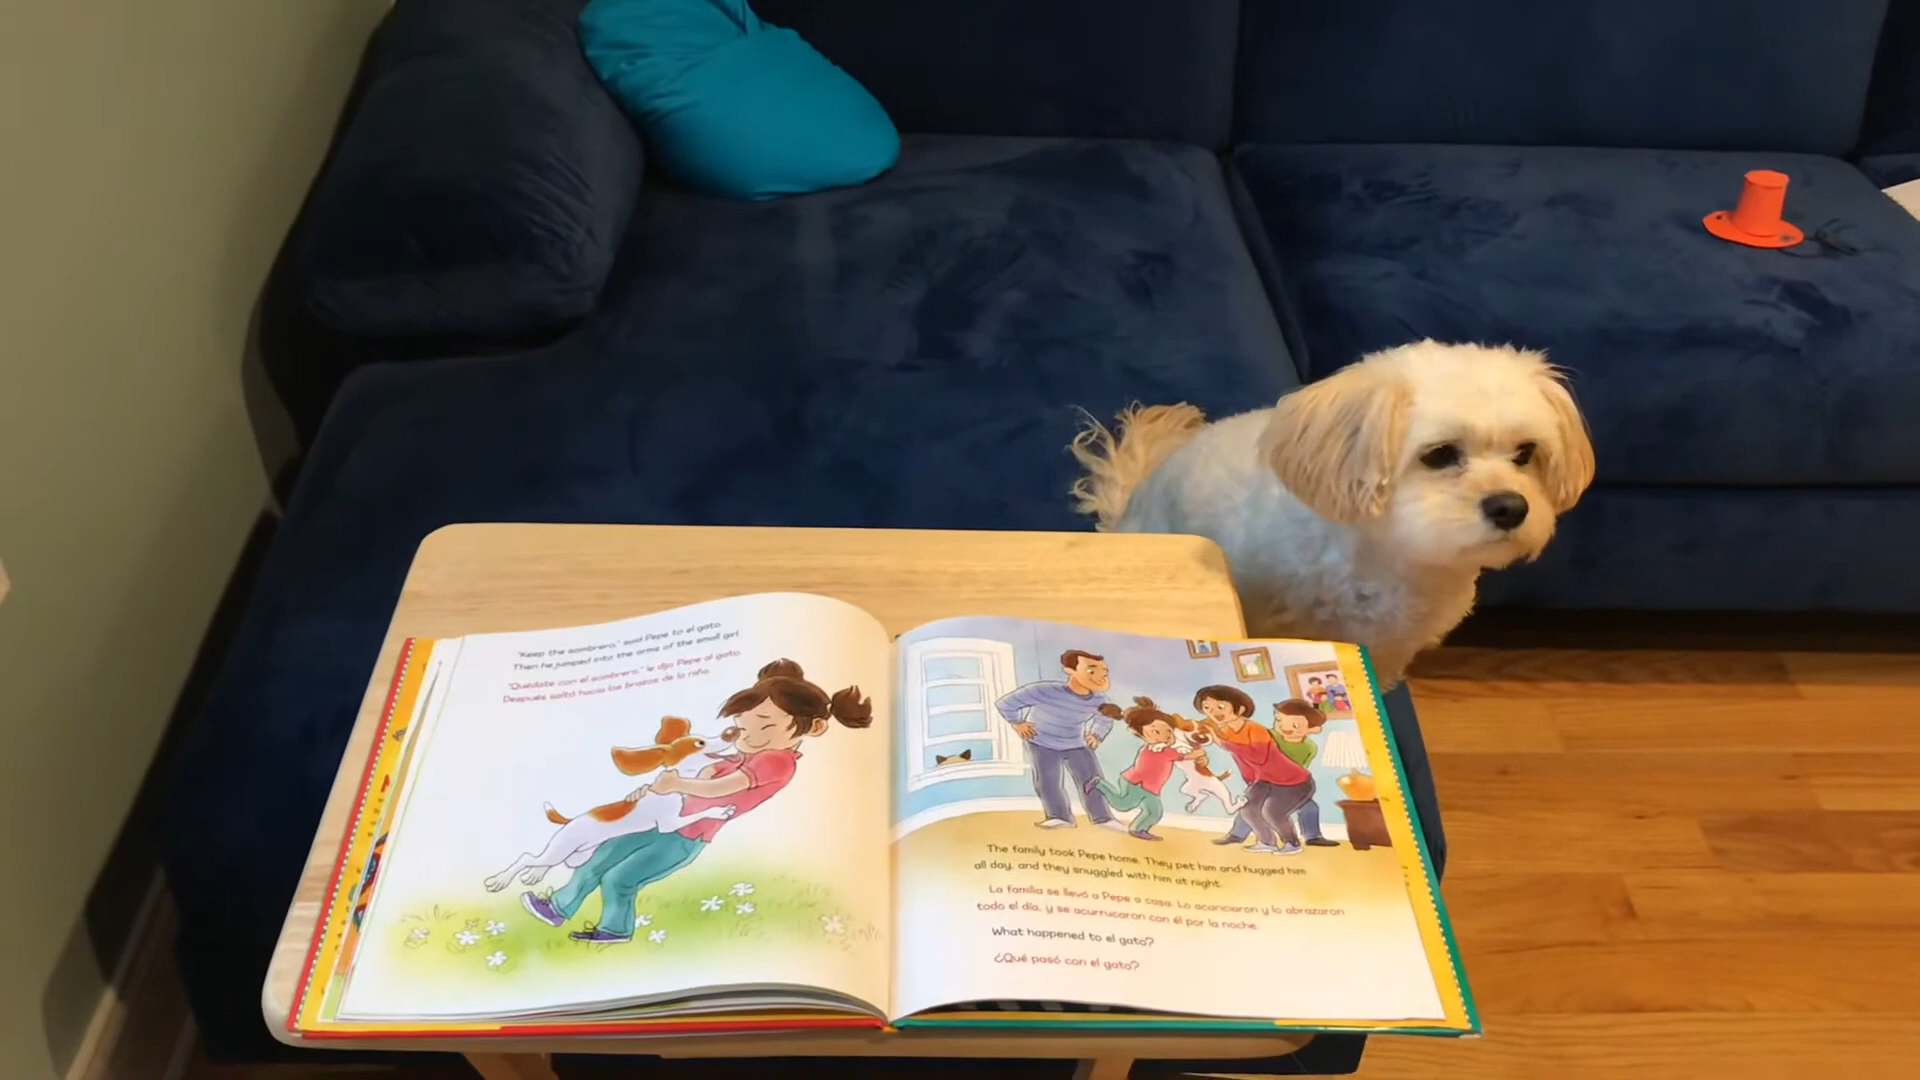 "Keep the sombrero," said Pepe to el gato.
Then he jumped into the arms of the small girl.
"Quédate con el sombrero," le dijo Pepe al gato.
Después saltó hacia los brazos de la niña.
The family took Pepe home. They pet him and hugged him
all day, and they snuggled with him at night.
La familia se llevó a Pepe a casa. Lo acariciaron y lo abrazaron
todo el día, y se acurrucaron con él por la noche.
What happened to el gato?
¿Qué pasó con el gato?